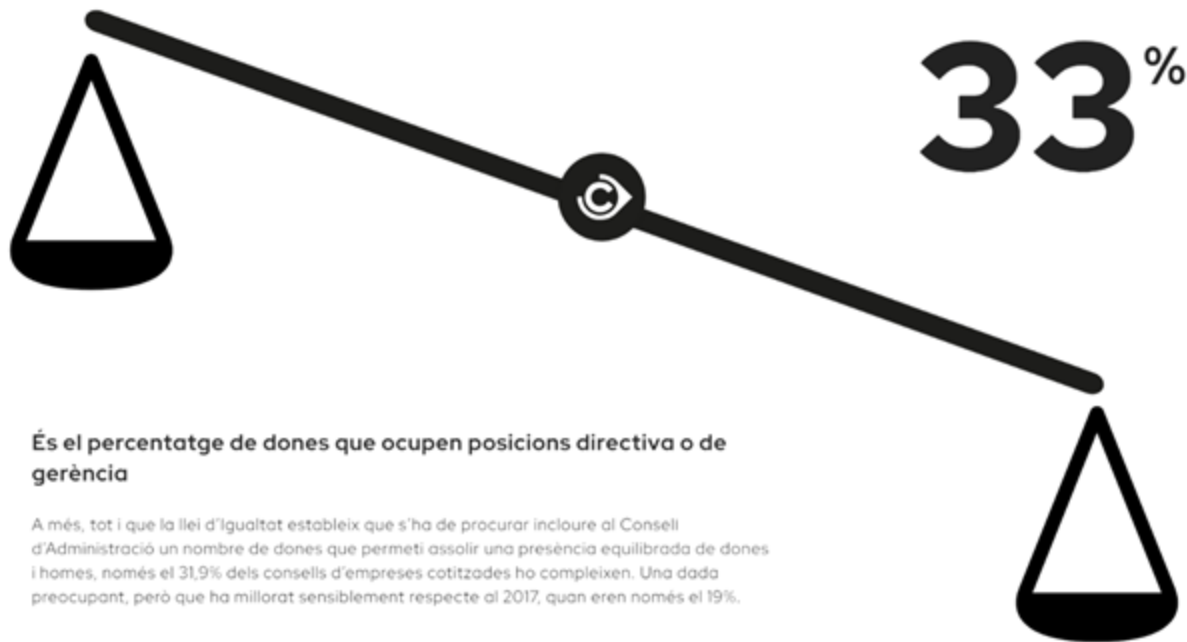 33%
És el percentatge de dones que ocupen posicions directiva o de
gerència
A més, tot i que la llei d'Igualtat estableix que s'ha de procurar incloure al Consell
d'Administració un nombre de dones que permeti assolir una presència equilibrada de dones
i homes, només el 31,9% dels consells d'empreses cotitzades ho compleixen. Una dada
preocupant, però que ha millorat sensiblement respecte al 2017, quan eren només el 19%.